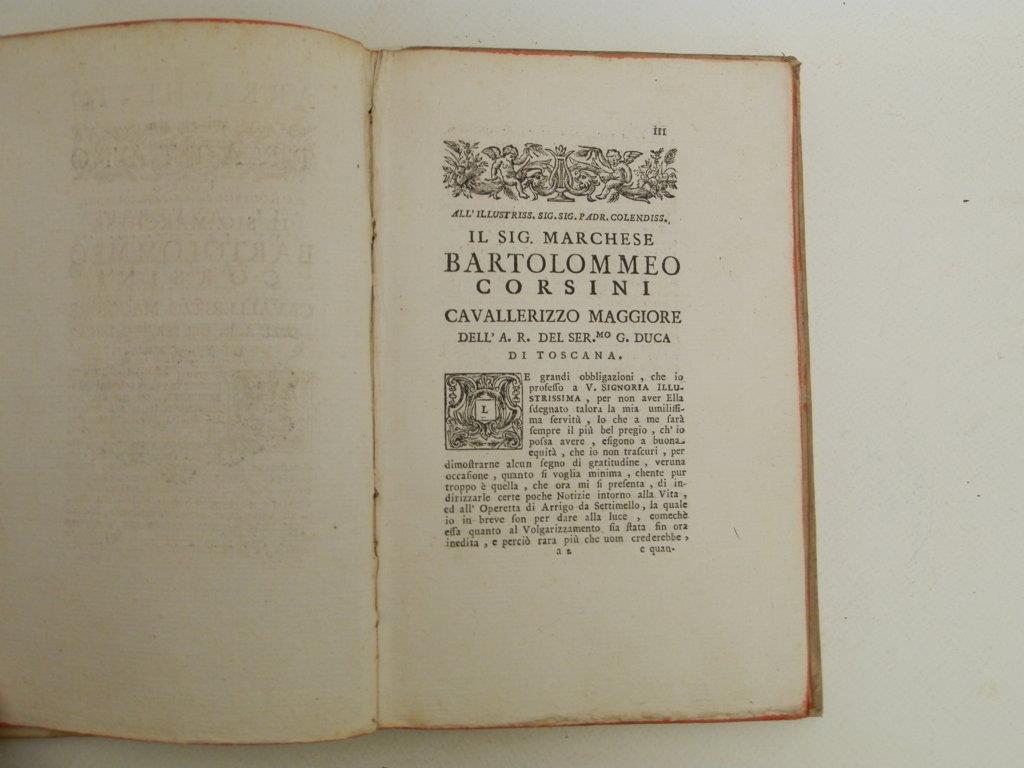 III
ALL' ILLUSTRISS. SIG. SIG. PADR. COLENDISS.
IL SIG. MARCHESE
BARTOLOMMEO
CORSINI
CAVALLERIZZO MAGGIORE
DELL' A. R. DEL SER.MO G. DUCA
DI TOSCANA.
LE grandi obbligazioni , che io
profeſſo a V. SIGNORIA ILLU-
STRISSIMA , per non aver Ella
ſdegnato talora la mia umiliſſi-
ma ſervitù , lo che a me ſarà
ſempre il più bel pregio , ch' io
poſſa avere , eſigono a buona
equità , che io non traſcuri , per
dimoſtrarne alcun ſegno di gratitudine , veruna
occaſione , quanto ſi voglia minima , chente pur
troppo è quella , che ora mi ſi preſenta , di in-
dirizzarle certe poche Notizie intorno alla Vita ,
ed all' Operetta di Arrigo da Settimello, la quale
io in breve ſon per dare alla luce , comechè
eſſa quanto al Volgarizzamento ſia ſtata fin ora
inedita , e perciò rara più che uom crederebbe ,
a 2 e quan-